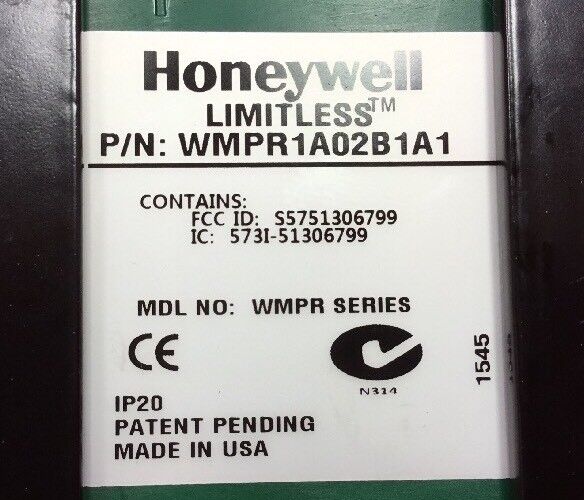 Honeywell
LIMITLESS™
P/N: WMPR1A02B1A1
CONTAINS:
FCC ID: S5751306799
IC: 573I-51306799
MDL NO: WMPR SERIES
CE
N314
1545
IP20
PATENT PENDING
MADE IN USA